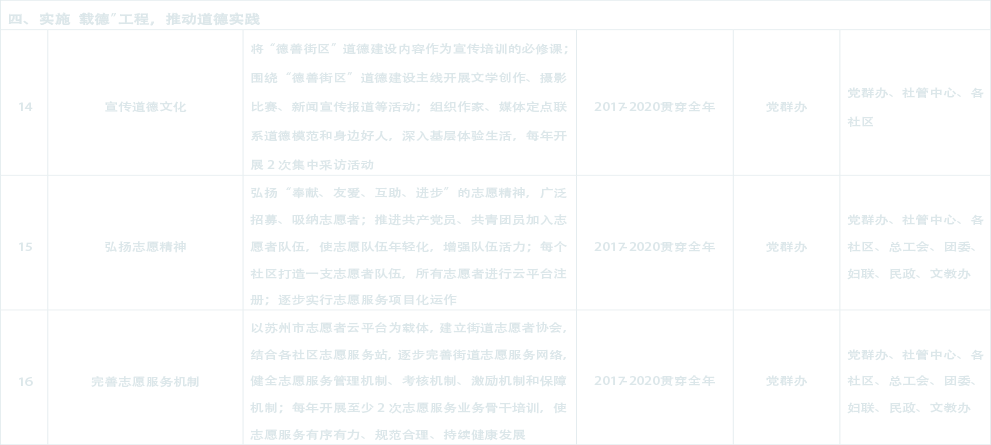 四、实施“载德”工程，推动道德实践
14
宣传道德文化
将“德善街区”道德建设内容作为宣传培训的必修课；
围绕“德善街区”道德建设主线开展文学创作、摄影
比赛、新闻宣传报道等活动；组织作家、媒体定点联
系道德模范和身边好人，深入基层体验生活，每年开
展 2 次集中采访活动
2017-2020贯穿全年
党群办
党群办、社管中心、各
社区
15
弘扬志愿精神
弘扬“奉献、友爱、互助、进步”的志愿精神，广泛
招募、吸纳志愿者；推进共产党员、共青团员加入志
愿者队伍，使志愿队伍年轻化，增强队伍活力；每个
社区打造一支志愿者队伍，所有志愿者进行云平台注
册；逐步实行志愿服务项目化运作
2017-2020贯穿全年
党群办
党群办、社管中心、各
社区、总工会、团委、
妇联、民政、文教办
16
完善志愿服务机制
以苏州市志愿者云平台为载体，建立街道志愿者协会，
结合各社区志愿服务站，逐步完善街道志愿服务网络，
健全志愿服务管理机制、考核机制、激励机制和保障
机制；每年开展至少 2 次志愿服务业务骨干培训，使
志愿服务有序有力、规范合理、持续健康发展
2017-2020贯穿全年
党群办
党群办、社管中心、各
社区、总工会、团委、
妇联、民政、文教办